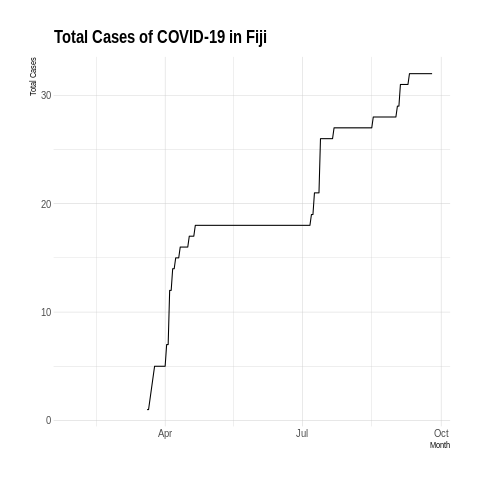 Total Cases of COVID-19 in Fiji
Total Cases
30
20
10
0
Apr
Jul
Oct
Month